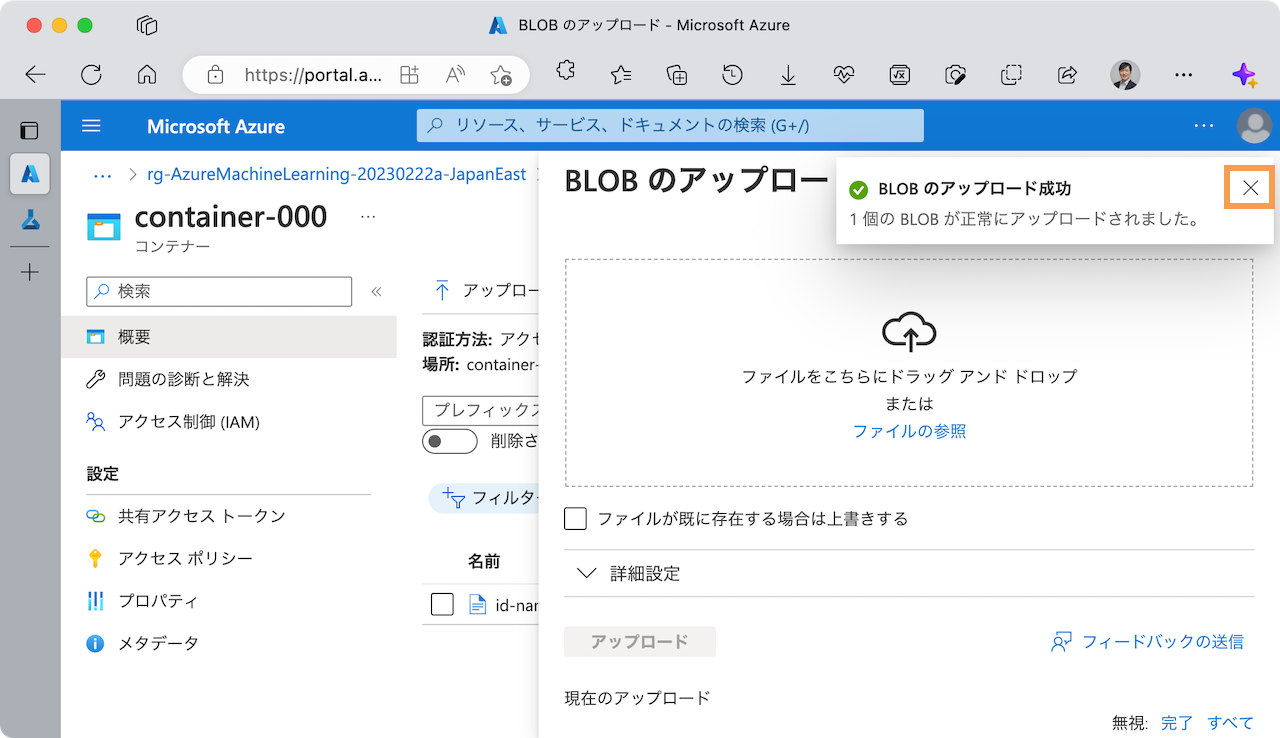 BLOB のアップロード - Microsoft Azure
https://portal.a...
Microsoft Azure
リソース、サービス、ドキュメントの検索 (G+/)
... > rg-AzureMachineLearning-20230222a-JapanEast
container-000 ...
コンテナー
検索
概要
問題の診断と解決
アクセス制御 (IAM)
設定
共有アクセス トークン
アクセス ポリシー
プロパティ
メタデータ
アップロー
認証方法: アクセ
場所: container-
プレフィックス
削除さ
フィルター
名前
id-nar
BLOB のアップロー
BLOB のアップロード成功
1 個の BLOB が正常にアップロードされました。
ファイルをこちらにドラッグ アンド ドロップ
または
ファイルの参照
ファイルが既に存在する場合は上書きする
詳細設定
アップロード
フィードバックの送信
現在のアップロード
無視: 完了 すべて